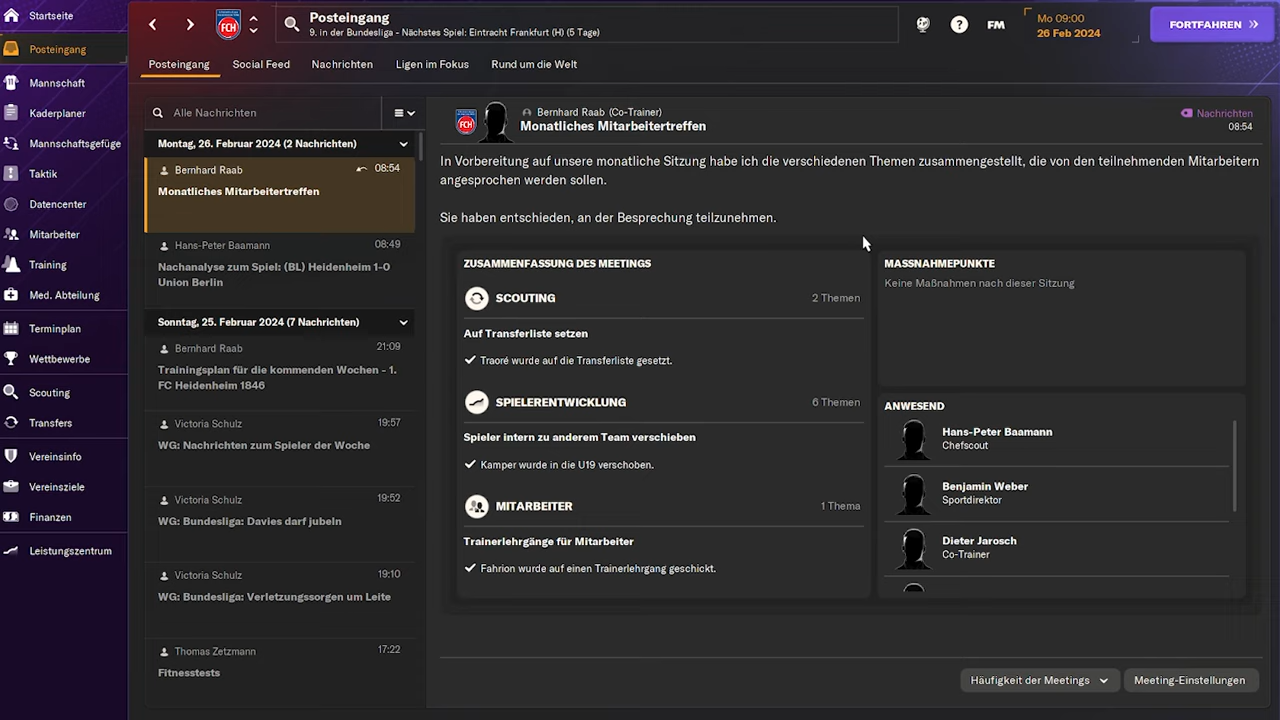 Startseite
Posteingang
Mannschaft
Kaderplaner
Mannschaftsgefüge
Taktik
Datencenter
Mitarbeiter
Training
Med. Abteilung
Terminplan
Wettbewerbe
Scouting
Transfers
Vereinsinfo
Vereinsziele
Finanzen
Leistungszentrum
FCH
Posteingang
9. in der Bundesliga - Nächstes Spiel: Eintracht Frankfurt (H) (5 Tage)
?
FM
Mo 09:00
26 Feb 2024
FORTFAHREN
Posteingang
Social Feed
Nachrichten
Ligen im Fokus
Rund um die Welt
Alle Nachrichten
Montag, 26. Februar 2024 (2 Nachrichten)
Bernhard Raab
08:54
Monatliches Mitarbeitertreffen
Hans-Peter Baamann
08:49
Nachanalyse zum Spiel: (BL) Heidenheim 1-0
Union Berlin
Sonntag, 25. Februar 2024 (7 Nachrichten)
Bernhard Raab
21:09
Trainingsplan für die kommenden Wochen - 1.
FC Heidenheim 1846
Victoria Schulz
19:57
WG: Nachrichten zum Spieler der Woche
Victoria Schulz
19:52
WG: Bundesliga: Davies darf jubeln
Victoria Schulz
19:10
WG: Bundesliga: Verletzungssorgen um Leite
Thomas Zetzmann
17:22
Fitnesstests
FCH
Bernhard Raab (Co-Trainer)
Monatliches Mitarbeitertreffen
Nachrichten
08:54
In Vorbereitung auf unsere monatliche Sitzung habe ich die verschiedenen Themen zusammengestellt, die von den teilnehmenden Mitarbeitern
angesprochen werden sollen.
Sie haben entschieden, an der Besprechung teilzunehmen.
ZUSAMMENFASSUNG DES MEETINGS
SCOUTING
2 Themen
Auf Transferliste setzen
Traoré wurde auf die Transferliste gesetzt.
SPIELERENTWICKLUNG
6 Themen
Spieler intern zu anderem Team verschieben
Kamper wurde in die U19 verschoben.
MITARBEITER
1 Thema
Trainerlehrgänge für Mitarbeiter
Fahrion wurde auf einen Trainerlehrgang geschickt.
MASSNAHMEPUNKTE
Keine Maßnahmen nach dieser Sitzung
ANWESEND
Hans-Peter Baamann
Chefscout
Benjamin Weber
Sportdirektor
Dieter Jarosch
Co-Trainer
Häufigkeit der Meetings
Meeting-Einstellungen